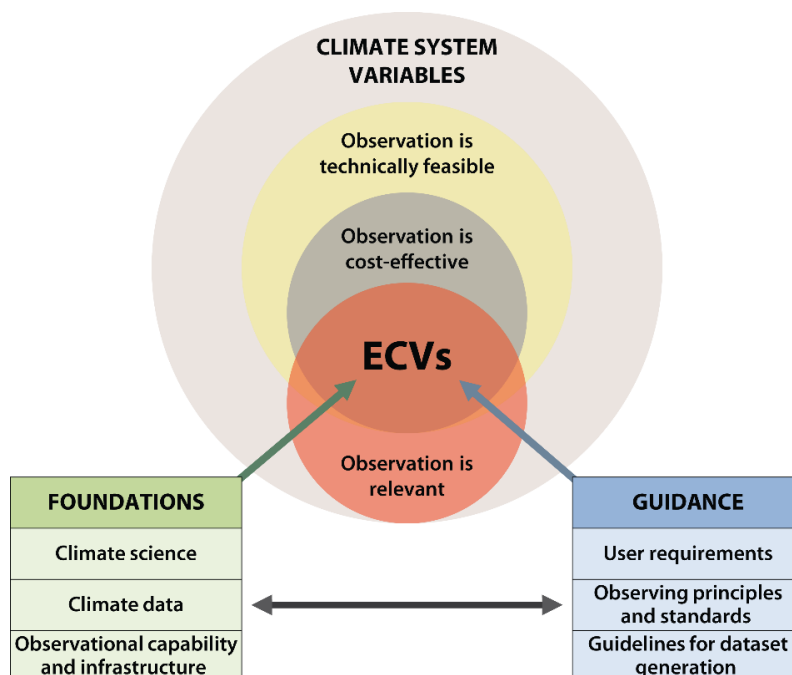 CLIMATE SYSTEM
VARIABLES
Observation is
technically feasible
Observation is
cost-effective
ECVs
Observation is
relevant
FOUNDATIONS
Climate science
Climate data
Observational capability
and infrastructure
GUIDANCE
User requirements
Observing principles
and standards
Guidelines for dataset
generation